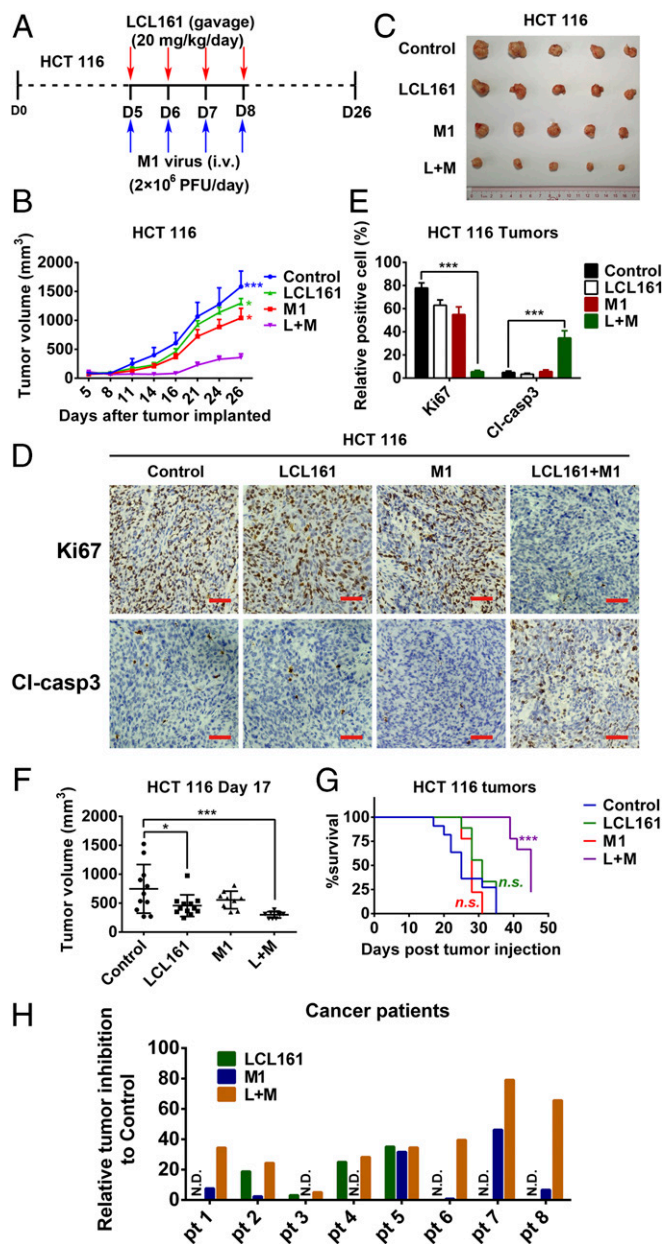 A
LCL161 (gavage)
(20 mg/kg/day)
HCT 116
D0
D5
D6
D7
D8
D26
M1 virus (i.v.)
(2×10⁶ PFU/day)
C
HCT 116
Control
LCL161
M1
L+M
B
HCT 116
Tumor volume (mm³)
2000
1500
1000
500
0
5
8
11
14
16
21
24
26
Days after tumor implanted
Control
LCL161
M1
L+M
***
*
*
E
HCT 116 Tumors
Relative positive cell (%)
100
80
60
40
20
0
***
***
Ki67
Cl-casp3
Control
LCL161
M1
L+M
D
HCT 116
Control
LCL161
M1
LCL161+M1
Ki67
Cl-casp3
F
HCT 116 Day 17
Tumor volume (mm³)
2000
1500
1000
500
0
***
*
Control
LCL161
M1
L+M
G
HCT 116 tumors
%survival
100
75
50
25
0
0
10
20
30
40
50
Days post tumor injection
***
n.s.
n.s.
Control
LCL161
M1
L+M
H
Cancer patients
Relative tumor inhibition
to Control
100
80
60
40
20
0
LCL161
M1
L+M
N.D.
N.D.
N.D.
N.D.
N.D.
N.D.
pt 1
pt 2
pt 3
pt 4
pt 5
pt 6
pt 7
pt 8